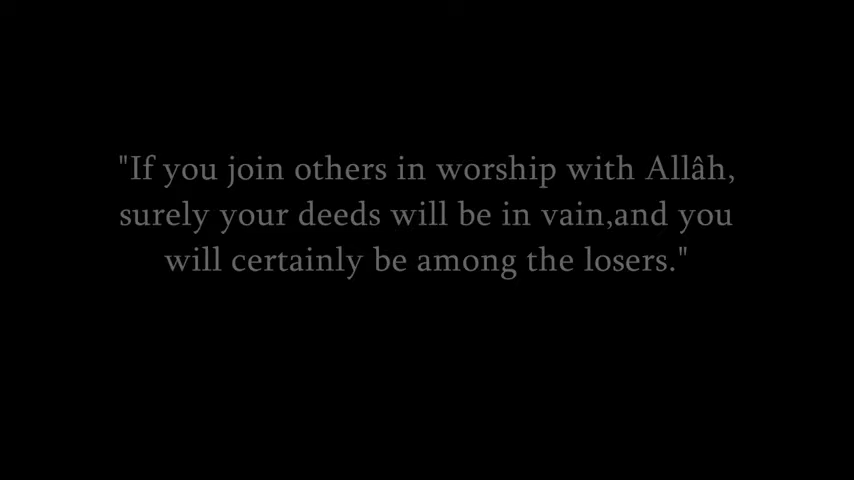 "If you join others in worship with Allâh,
surely your deeds will be in vain,and you
will certainly be among the losers."